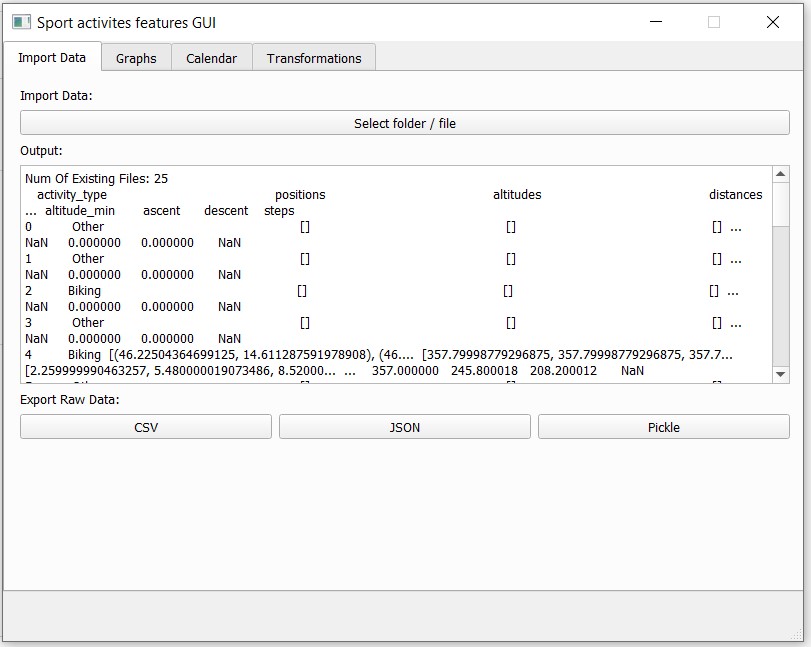 Sport activites features GUI
Import Data Graphs Calendar Transformations
Import Data:
Select folder / file
Output:
Num Of Existing Files: 25
activity_type positions altitudes distances
... altitude_min ascent descent steps
0 Other [] [] [] ...
NaN 0.000000 0.000000 NaN
1 Other [] [] [] ...
NaN 0.000000 0.000000 NaN
2 Biking [] [] [] ...
NaN 0.000000 0.000000 NaN
3 Other [] [] [] ...
NaN 0.000000 0.000000 NaN
4 Biking [(46.22504364699125, 14.611287591978908), (46.... [357.79998779296875, 357.79998779296875, 357.7...
[2.259999990463257, 5.480000019073486, 8.52000... ... 357.000000 245.800018 208.200012 NaN
Export Raw Data:
CSV JSON Pickle